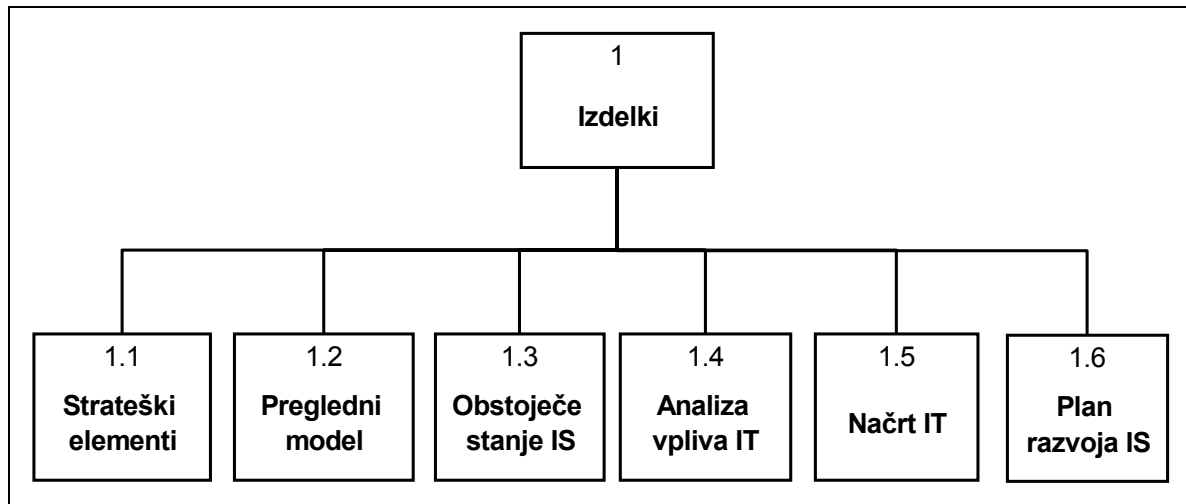 1
Izdelki
1.1
Strateški
elementi
1.2
Pregledni
model
1.3
Obstoječe
stanje IS
1.4
Analiza
vpliva IT
1.5
Načrt IT
1.6
Plan
razvoja IS